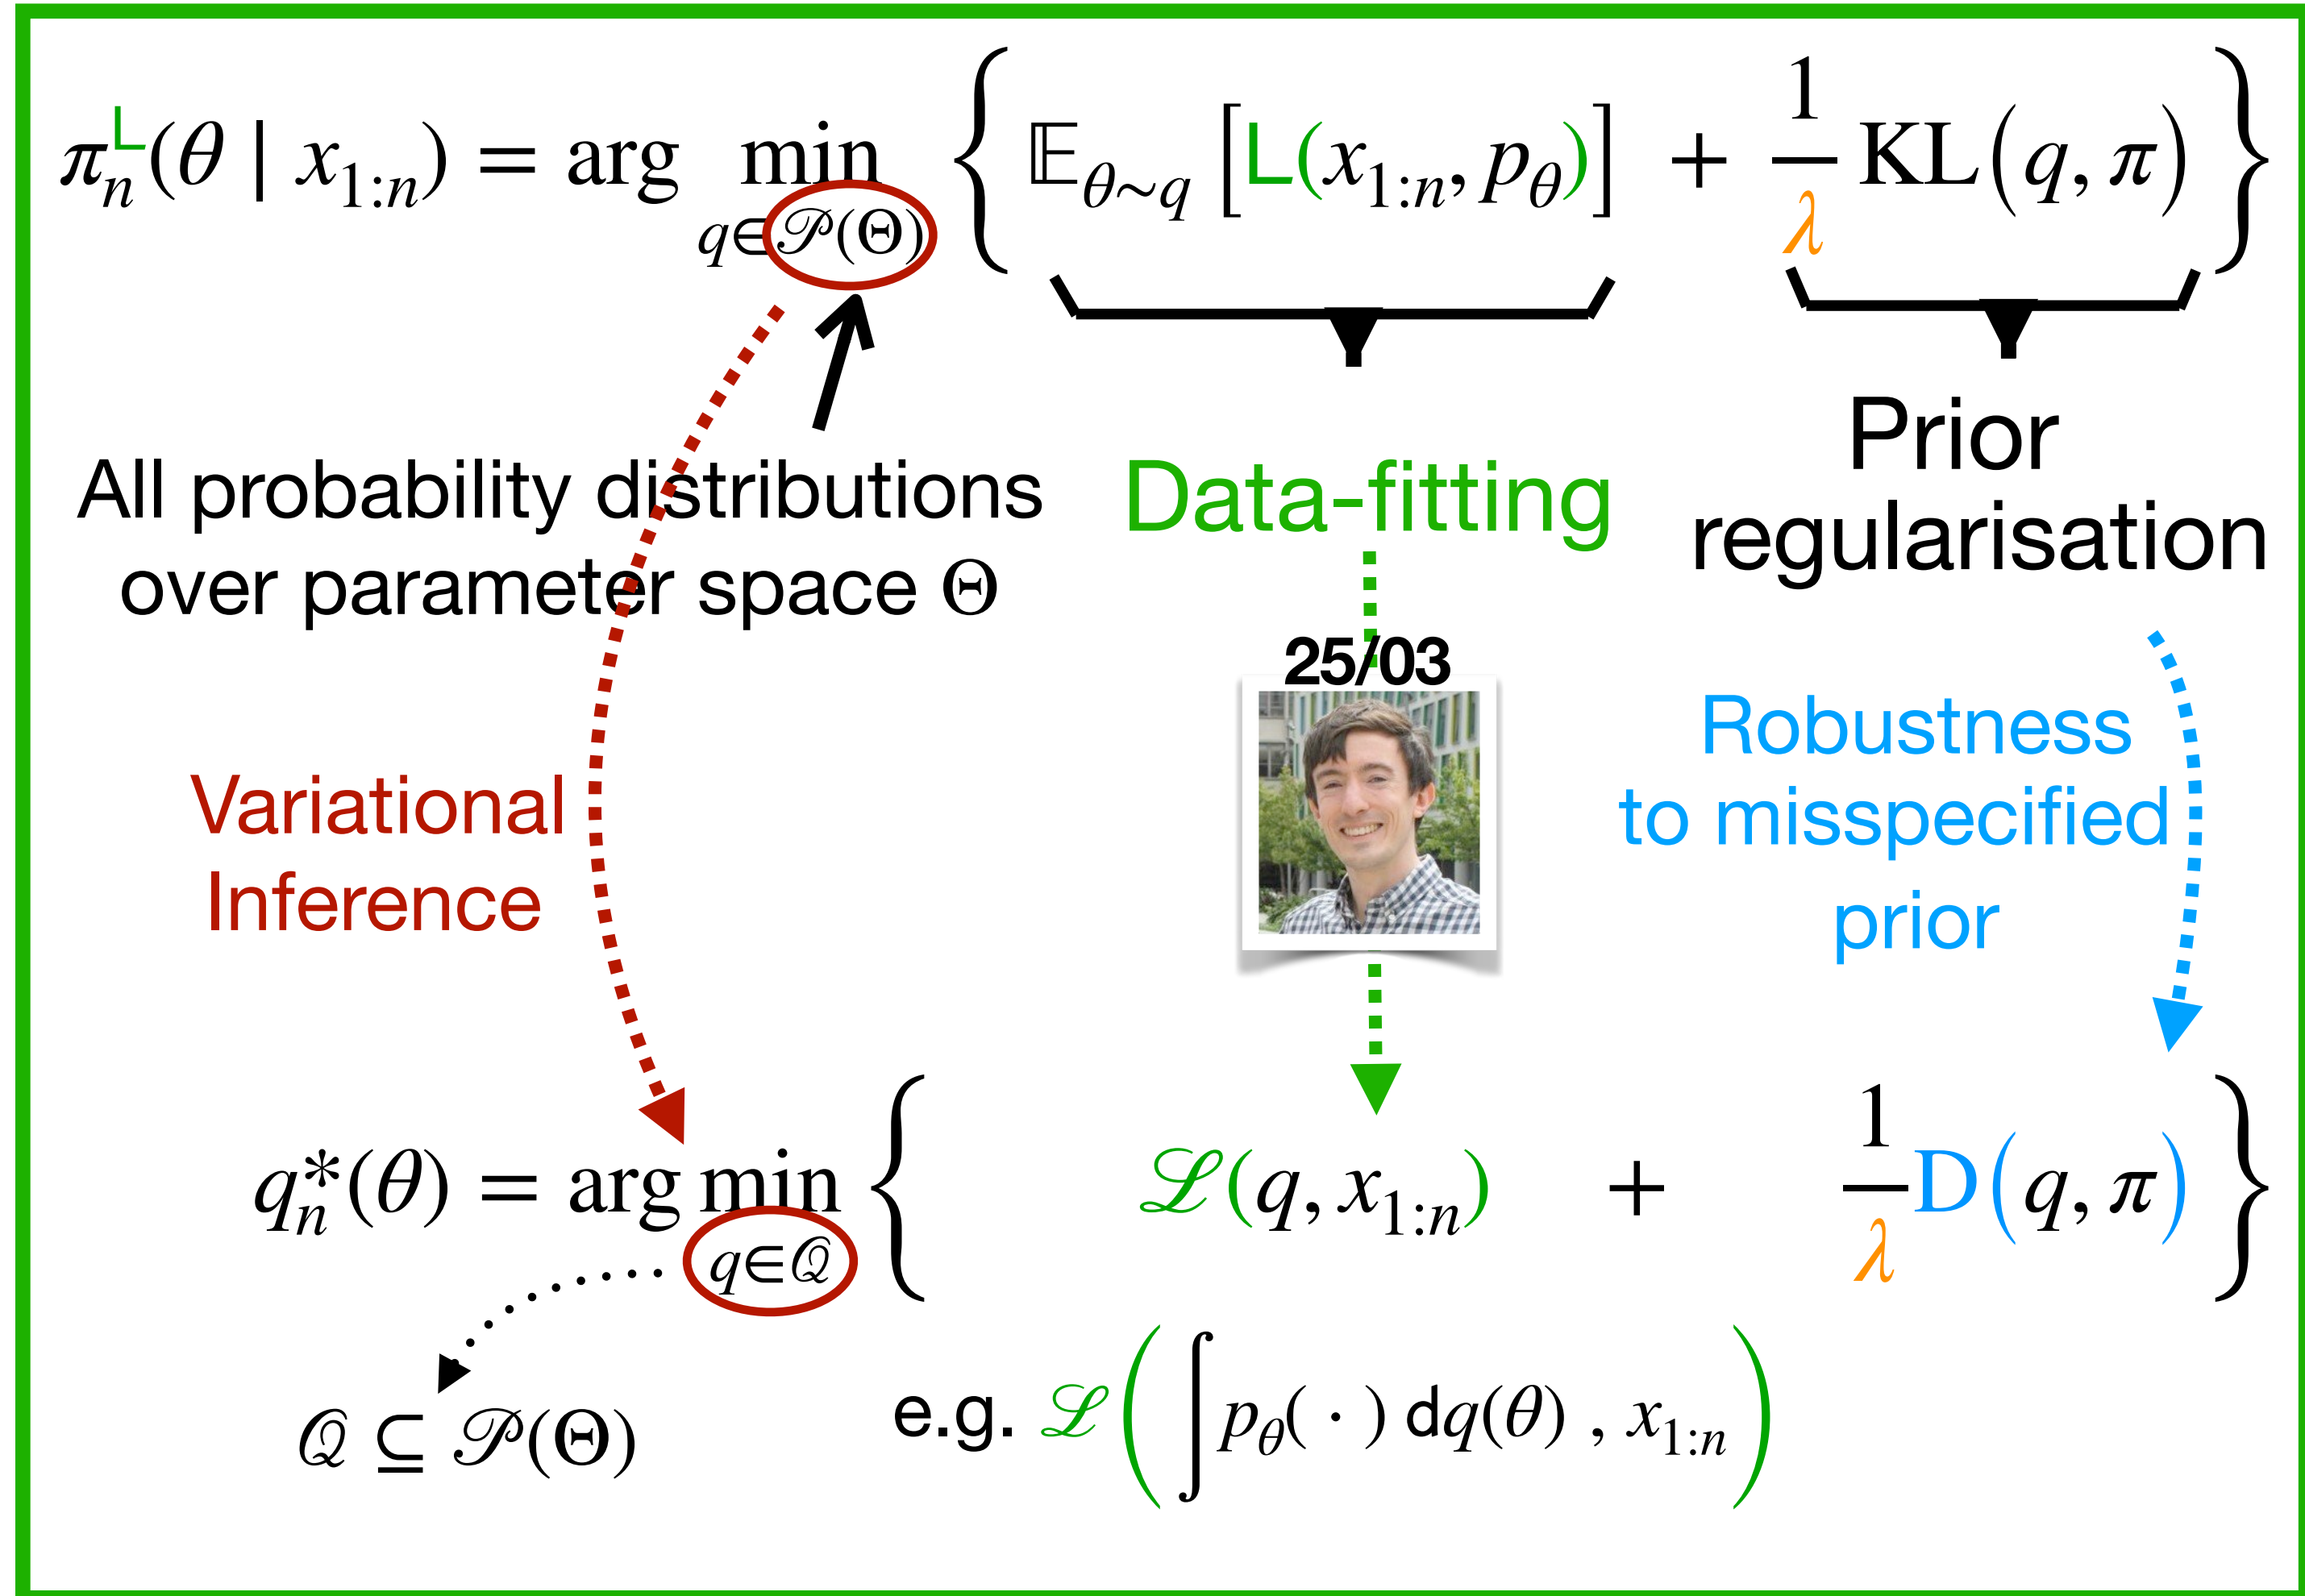 π_n^L(θ | x_{1:n}) = arg min_{q∈𝒫(Θ)} { 𝔼_{θ∼q} [L(x_{1:n}, p_θ)] + 1/λ KL(q, π) }
All probability distributions
over parameter space Θ
Data-fitting
Prior
regularisation
25/03
Variational
Inference
Robustness
to misspecified
prior
q_n^*(θ) = arg min_{q∈𝒬} { ℒ(q, x_{1:n}) + 1/λ D(q, π) }
𝒬 ⊆ 𝒫(Θ)
e.g. ℒ( ∫ p_θ( · ) dq(θ) , x_{1:n} )